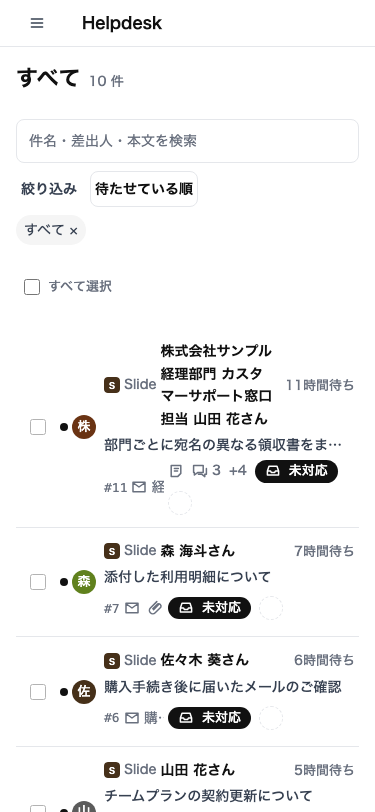 Helpdesk
すべて 10 件
件名・差出人・本文を検索
絞り込み 待たせている順
すべて ×
すべて選択
株 S Slide 株式会社サンプル
経理部門 カスタ
マーサポート窓口
担当 山田 花さん
11時間待ち
部門ごとに宛名の異なる領収書をま…
#11 経 3 +4 未対応
森 S Slide 森 海斗さん 7時間待ち
添付した利用明細について
#7 未対応
佐 S Slide 佐々木 葵さん 6時間待ち
購入手続き後に届いたメールのご確認
#6 購 未対応
山 S Slide 山田 花さん 5時間待ち
チームプランの契約更新について